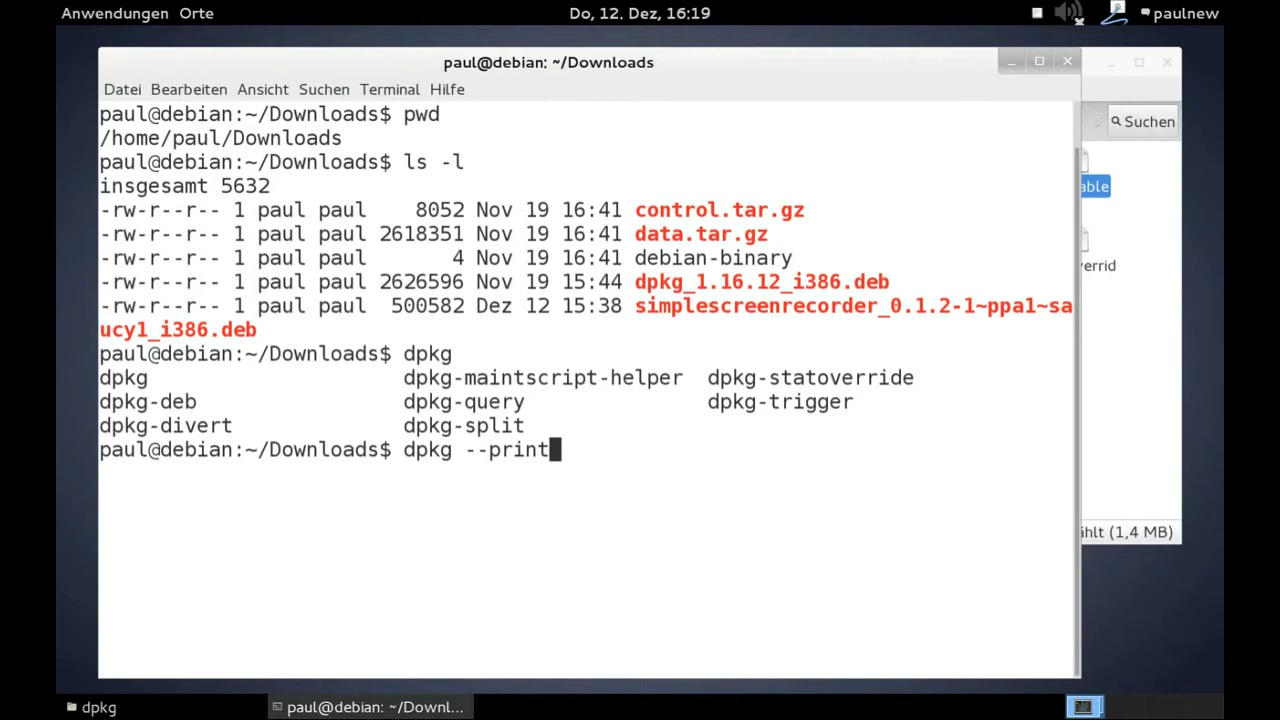 Anwendungen Orte
Do, 12. Dez, 16:19
paulnew
paul@debian: ~/Downloads
Datei Bearbeiten Ansicht Suchen Terminal Hilfe
paul@debian:~/Downloads$ pwd
/home/paul/Downloads
paul@debian:~/Downloads$ ls -l
insgesamt 5632
-rw-r--r-- 1 paul paul    8052 Nov 19 16:41 control.tar.gz
-rw-r--r-- 1 paul paul 2618351 Nov 19 16:41 data.tar.gz
-rw-r--r-- 1 paul paul       4 Nov 19 16:41 debian-binary
-rw-r--r-- 1 paul paul 2626596 Nov 19 15:44 dpkg_1.16.12_i386.deb
-rw-r--r-- 1 paul paul  500582 Dez 12 15:38 simplescreenrecorder_0.1.2-1~ppa1~sa
ucy1_i386.deb
paul@debian:~/Downloads$ dpkg
dpkg                     dpkg-maintscript-helper  dpkg-statoverride
dpkg-deb                 dpkg-query               dpkg-trigger
dpkg-divert              dpkg-split
paul@debian:~/Downloads$ dpkg --print
Suchen
able
errid
ählt (1,4 MB)
dpkg
paul@debian: ~/Downl...